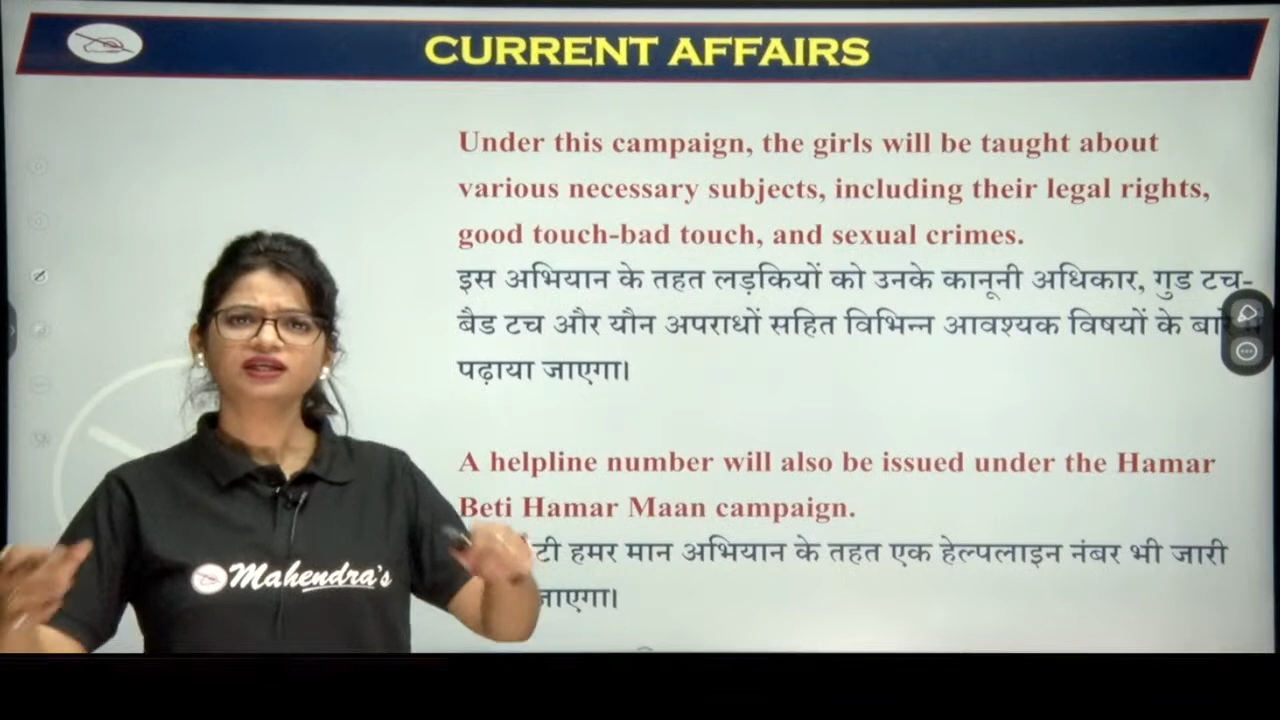 CURRENT AFFAIRS
Under this campaign, the girls will be taught about
various necessary subjects, including their legal rights,
good touch-bad touch, and sexual crimes.
इस अभियान के तहत लड़कियों को उनके कानूनी अधिकार, गुड टच-
बैड टच और यौन अपराधों सहित विभिन्न आवश्यक विषयों के
पढ़ाया जाएगा।
A helpline number will also be issued under the Hamar
Beti Hamar Maan campaign.
हमर मान अभियान के तहत एक हेल्पलाइन नंबर भी जारी
जाएगा।
Mahendra's